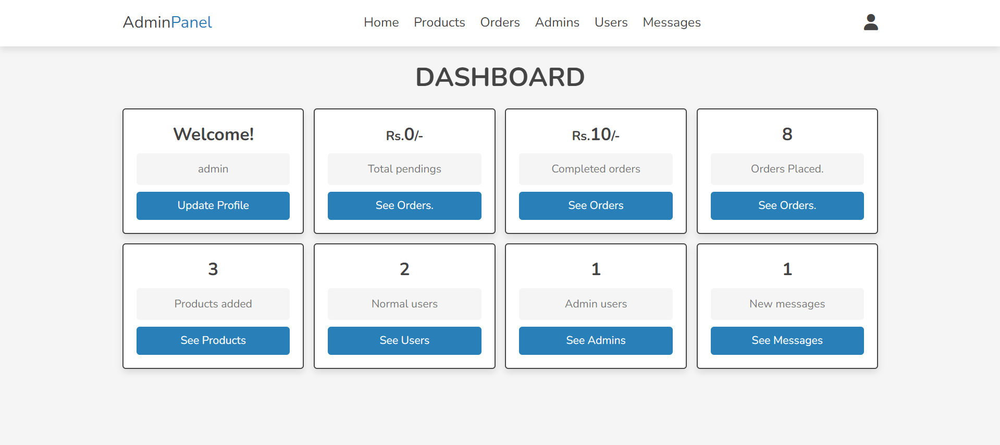 AdminPanel
Home Products Orders Admins Users Messages
DASHBOARD
Welcome!
admin
Update Profile
Rs.0/-
Total pendings
See Orders.
Rs.10/-
Completed orders
See Orders
8
Orders Placed.
See Orders.
3
Products added
See Products
2
Normal users
See Users
1
Admin users
See Admins
1
New messages
See Messages